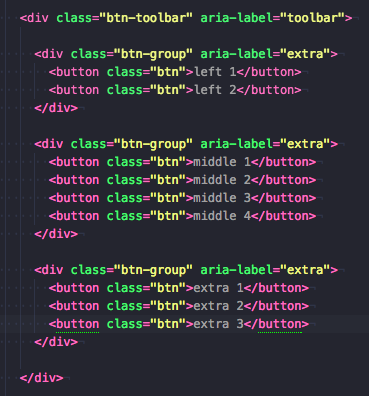 <div class="btn-toolbar" aria-label="toolbar">
<div class="btn-group" aria-label="extra">
<button class="btn">left 1</button>
<button class="btn">left 2</button>
</div>
<div class="btn-group" aria-label="extra">
<button class="btn">middle 1</button>
<button class="btn">middle 2</button>
<button class="btn">middle 3</button>
<button class="btn">middle 4</button>
</div>
<div class="btn-group" aria-label="extra">
<button class="btn">extra 1</button>
<button class="btn">extra 2</button>
<button class="btn">extra 3</button>
</div>
</div>